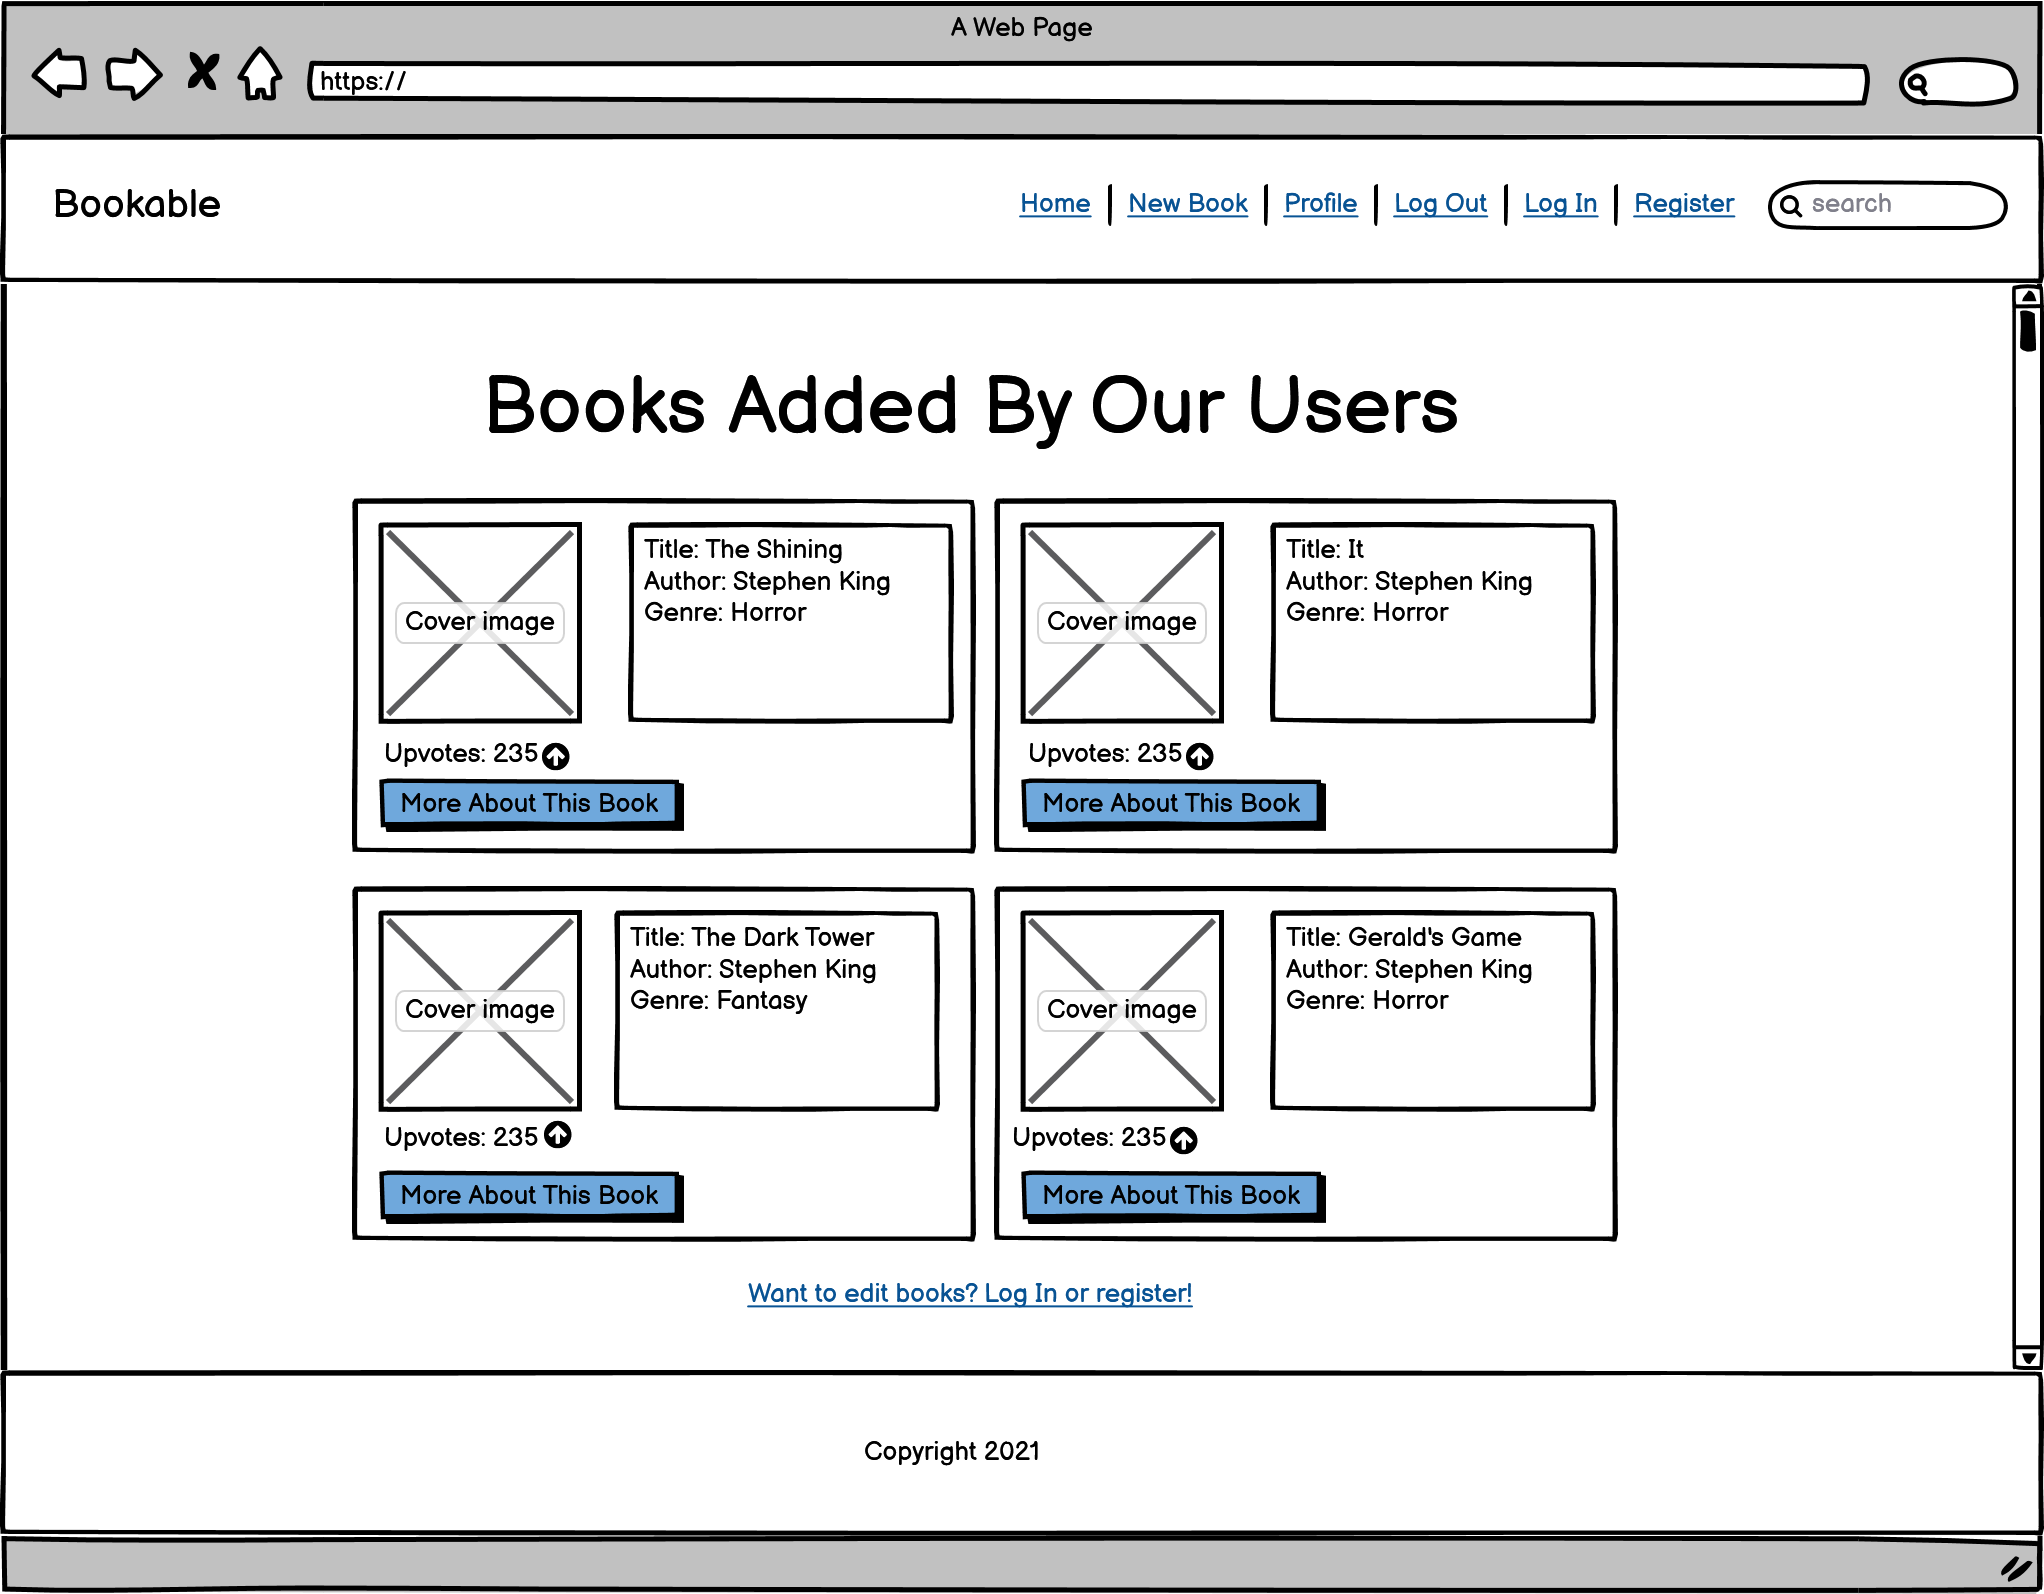 A Web Page
https://
Bookable
Home New Book Profile Log Out Log In Register search
Books Added By Our Users
Cover image
Title: The Shining
Author: Stephen King
Genre: Horror
Upvotes: 235
More About This Book
Cover image
Title: It
Author: Stephen King
Genre: Horror
Upvotes: 235
More About This Book
Cover image
Title: The Dark Tower
Author: Stephen King
Genre: Fantasy
Upvotes: 235
More About This Book
Cover image
Title: Gerald's Game
Author: Stephen King
Genre: Horror
Upvotes: 235
More About This Book
Want to edit books? Log In or register!
Copyright 2021